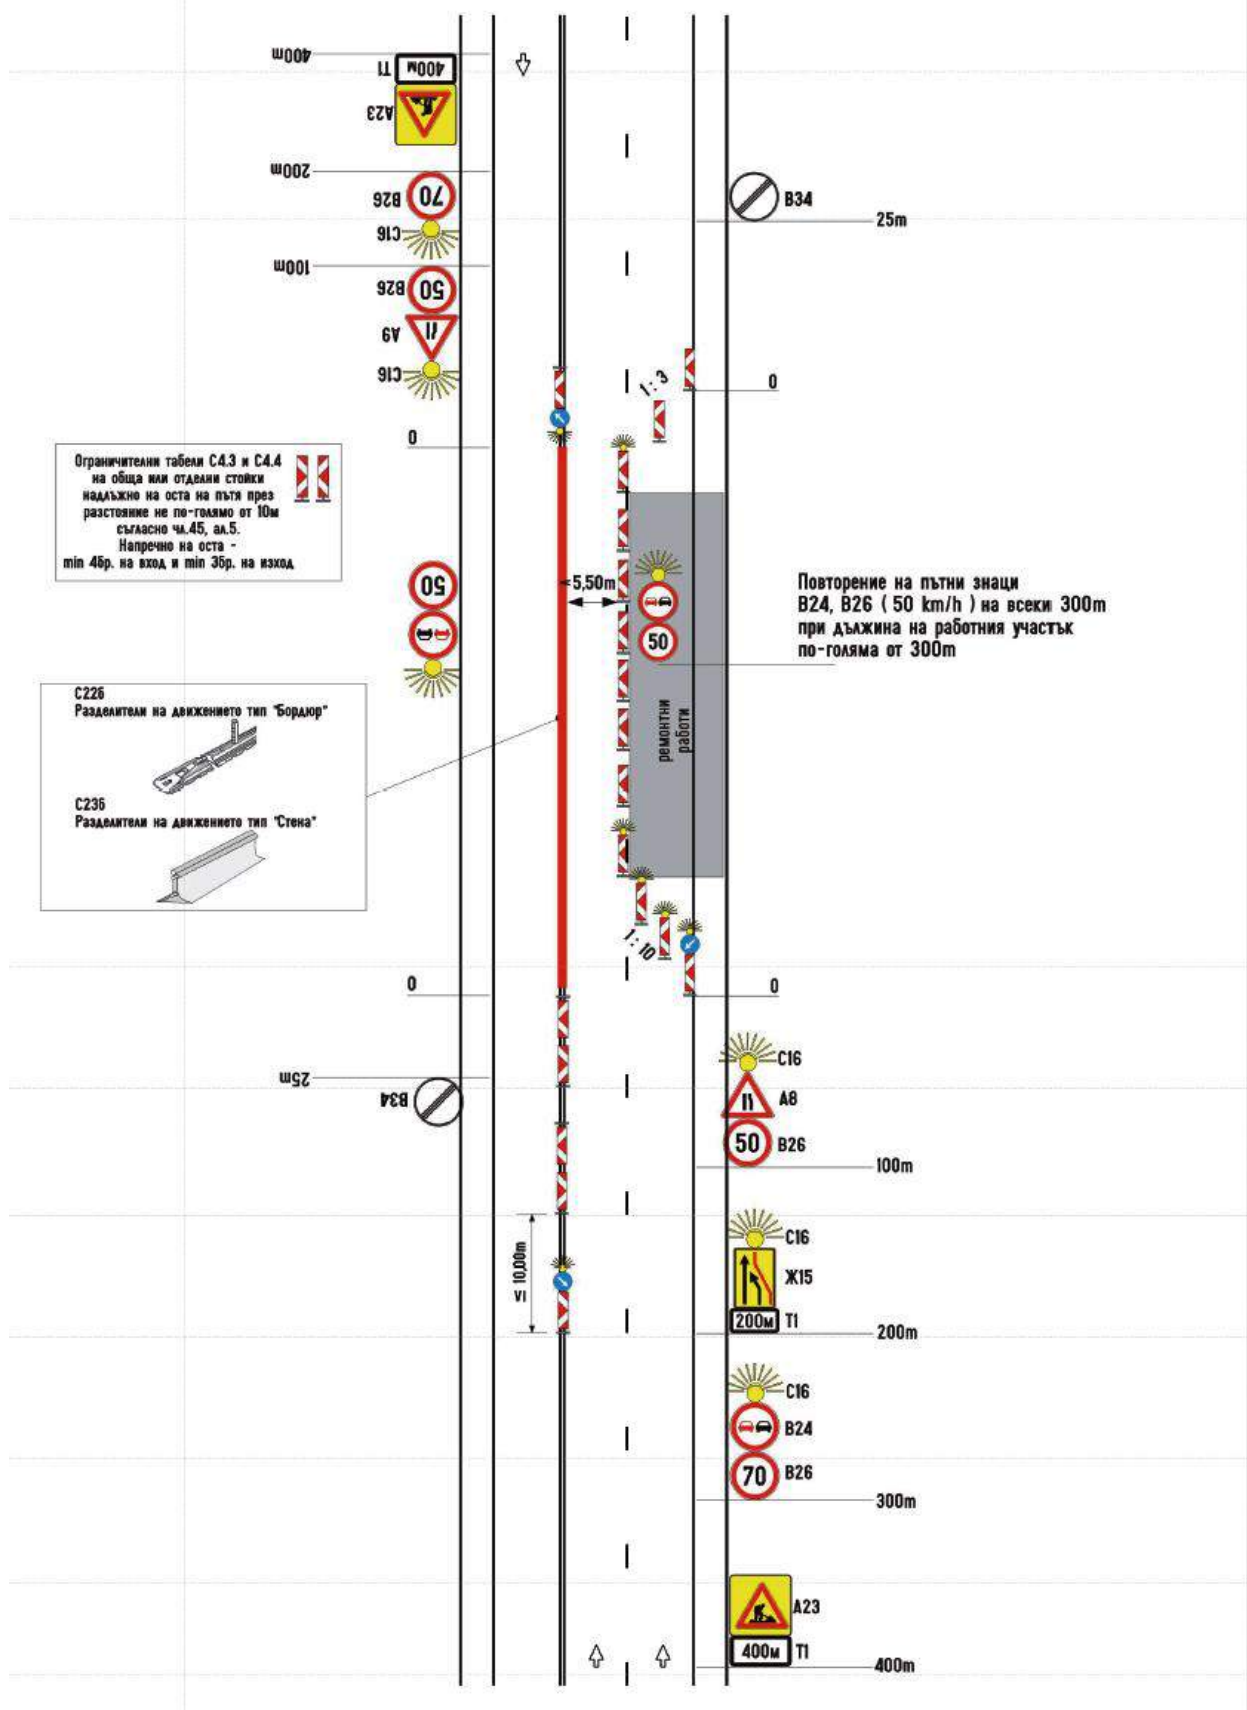 400m
400м T1
A23
200m
70 B26
C16
100m
50 B26
A9
C16
0
B34
25m
0
1: 3
Ограничителни табели C4.3 и C4.4
на обща или отделни стойки
надлъжно на оста на пътя през
разстояние не по-голямо от 10м
съгласно чл.45, ал.5.
Напречно на оста -
min 4бр. на вход и min 3бр. на изход
50
5,50m
50
Повторение на пътни знаци
B24, B26 ( 50 km/h ) на всеки 300m
при дължина на работния участък
по-голяма от 300m
ремонтни
работи
C22б
Разделители на движението тип "Бордюр"
C23б
Разделители на движението тип "Стена"
1: 10
0
0
25m
B34
C16
A8
50 B26
100m
≤ 10,00m
C16
Ж15
200м T1
200m
C16
B24
70 B26
300m
A23
400м T1
400m